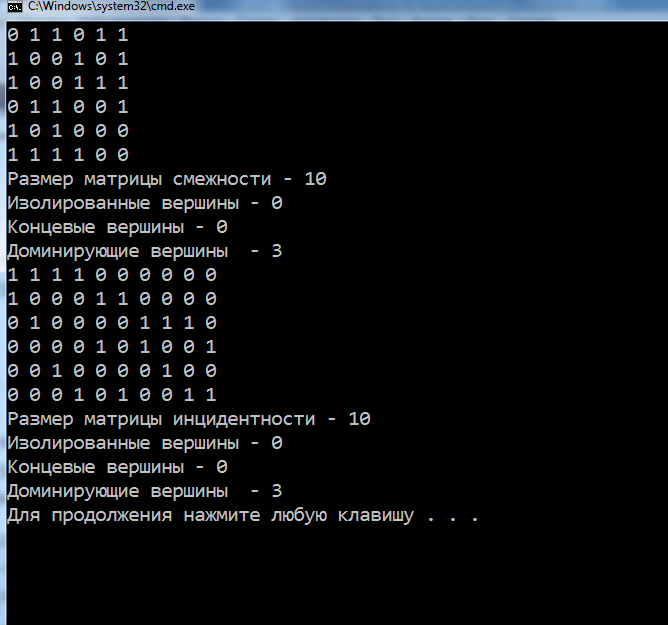 C:\Windows\system32\cmd.exe
0 1 1 0 1 1
1 0 0 1 0 1
1 0 0 1 1 1
0 1 1 0 0 1
1 0 1 0 0 0
1 1 1 1 0 0
Размер матрицы смежности - 10
Изолированные вершины - 0
Концевые вершины - 0
Доминирующие вершины  - 3
1 1 1 1 0 0 0 0 0 0
1 0 0 0 1 1 0 0 0 0
0 1 0 0 0 0 1 1 1 0
0 0 0 0 1 0 1 0 0 1
0 0 1 0 0 0 0 1 0 0
0 0 0 1 0 1 0 0 1 1
Размер матрицы инцидентности - 10
Изолированные вершины - 0
Концевые вершины - 0
Доминирующие вершины  - 3
Для продолжения нажмите любую клавишу . . .